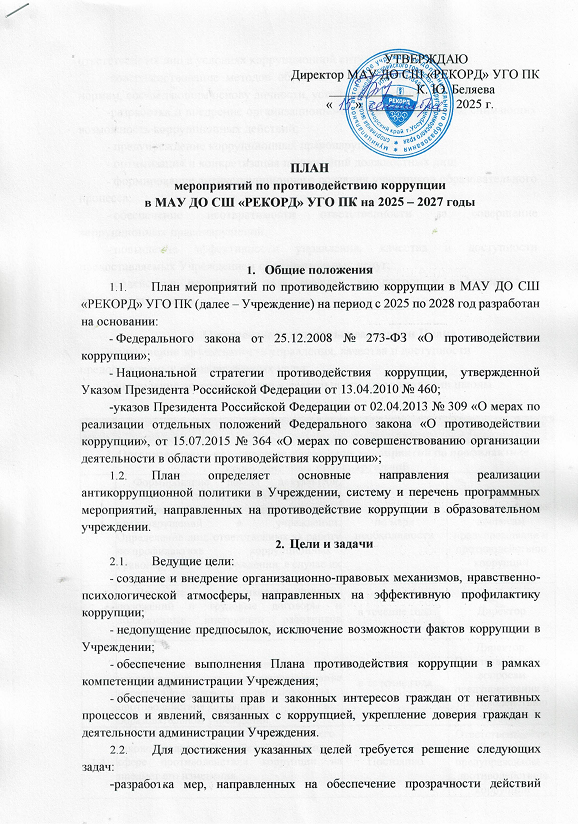 УТВЕРЖДАЮ
Директор МАУ ДО СШ «РЕКОРД» УГО ПК
К. Ю. Беляева
« 15 » сентября 2025 г.
РЕКОРД
ПЛАН
мероприятий по противодействию коррупции
в МАУ ДО СШ «РЕКОРД» УГО ПК на 2025 – 2027 годы
1. Общие положения
1.1. План мероприятий по противодействию коррупции в МАУ ДО СШ
«РЕКОРД» УГО ПК (далее – Учреждение) на период с 2025 по 2028 год разработан
на основании:
- Федерального закона от 25.12.2008 № 273-ФЗ «О противодействии
коррупции»;
- Национальной стратегии противодействия коррупции, утвержденной
Указом Президента Российской Федерации от 13.04.2010 № 460;
-указов Президента Российской Федерации от 02.04.2013 № 309 «О мерах по
реализации отдельных положений Федерального закона «О противодействии
коррупции», от 15.07.2015 № 364 «О мерах по совершенствованию организации
деятельности в области противодействия коррупции»;
1.2. План определяет основные направления реализации
антикоррупционной политики в Учреждении, систему и перечень программных
мероприятий, направленных на противодействие коррупции в образовательном
учреждении.
2. Цели и задачи
2.1. Ведущие цели:
- создание и внедрение организационно-правовых механизмов, нравственно-
психологической атмосферы, направленных на эффективную профилактику
коррупции;
- недопущение предпосылок, исключение возможности фактов коррупции в
Учреждении;
- обеспечение выполнения Плана противодействия коррупции в рамках
компетенции администрации Учреждения;
- обеспечение защиты прав и законных интересов граждан от негативных
процессов и явлений, связанных с коррупцией, укрепление доверия граждан к
деятельности администрации Учреждения.
2.2. Для достижения указанных целей требуется решение следующих
задач:
-разработка мер, направленных на обеспечение прозрачности действий